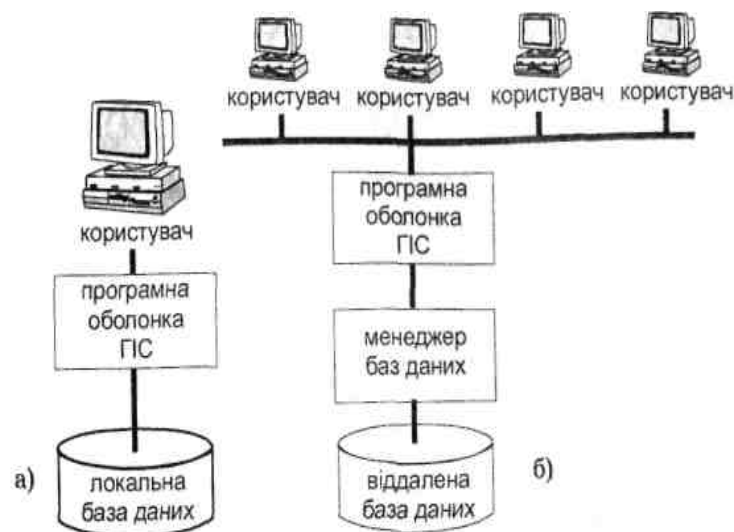 користувач
користувач
користувач
користувач
користувач
програмна
оболонка
ГІС
програмна
оболонка
ГІС
менеджер
баз даних
а)
локальна
база даних
віддалена
база даних
б)